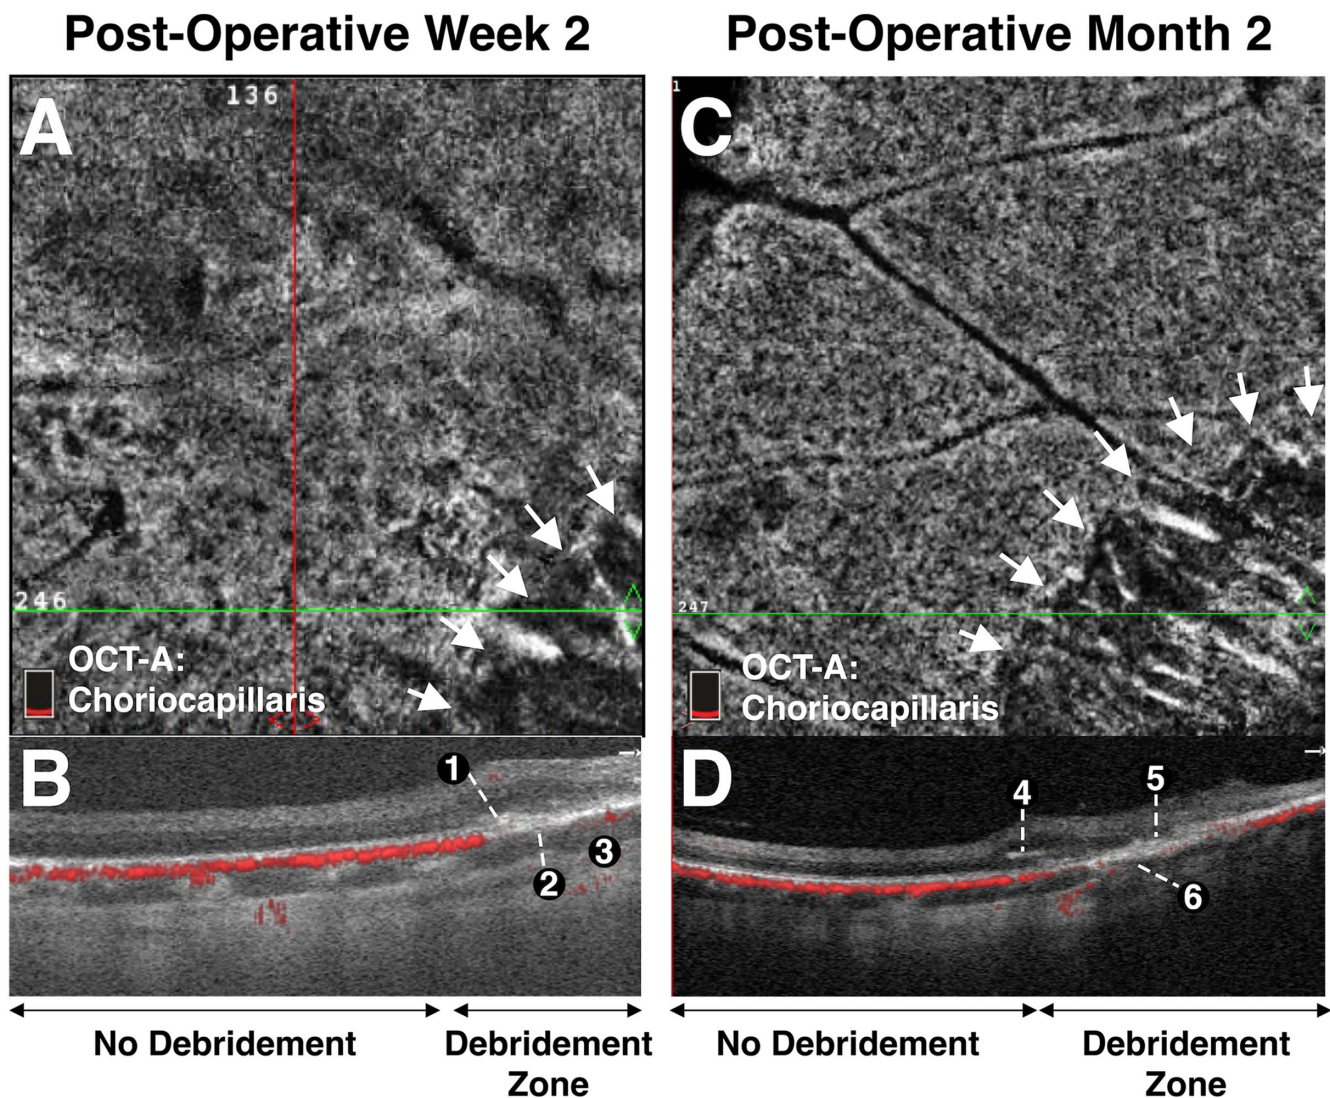 Post-Operative Week 2
Post-Operative Month 2
A
136
246
OCT-A:
Choriocapillaris
C
1
247
OCT-A:
Choriocapillaris
B
1
2
3
D
4
5
6
No Debridement
Debridement
Zone
No Debridement
Debridement
Zone